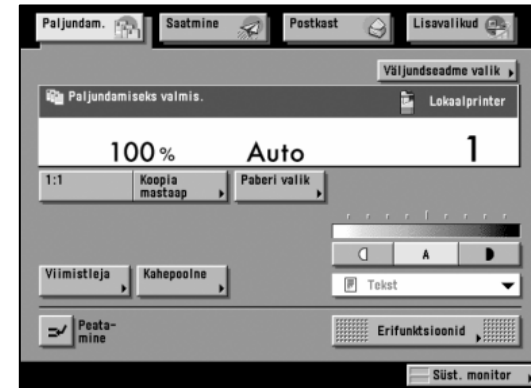 Paljundam. Saatmine Postkast Lisavalikud
Väljundseadme valik
Paljundamiseks valmis. Lokaalprinter
100 % Auto 1
1:1 Koopia mastaap Paberi valik
A
Viimistleja Kahepoolne Tekst
Peata-
mine
Erifunktsioonid
Süst. monitor